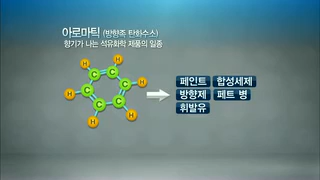 아로마틱 (방향족 탄화수소)
향기가 나는 석유화학 제품의 일종
H
H C H
C C
C C
H C H
H
페인트 합성세제
방향제 페트 병
휘발유